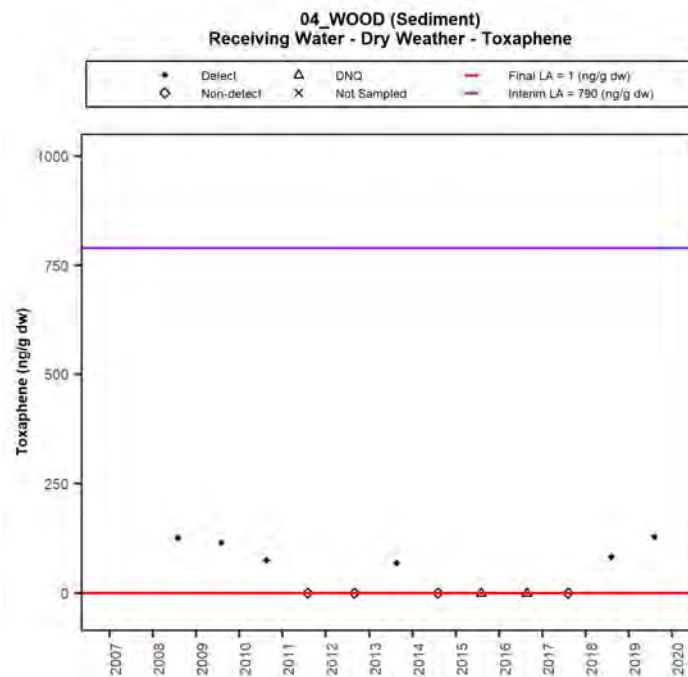 04_WOOD (Sediment)
Receiving Water - Dry Weather - Toxaphene
Detect
DNQ
Final LA = 1 (ng/g dw)
Non-detect
Not Sampled
Interim LA = 790 (ng/g dw)
Toxaphene (ng/g dw)
1000
750
500
250
0
2007
2008
2009
2010
2011
2012
2013
2014
2015
2016
2017
2018
2019
2020